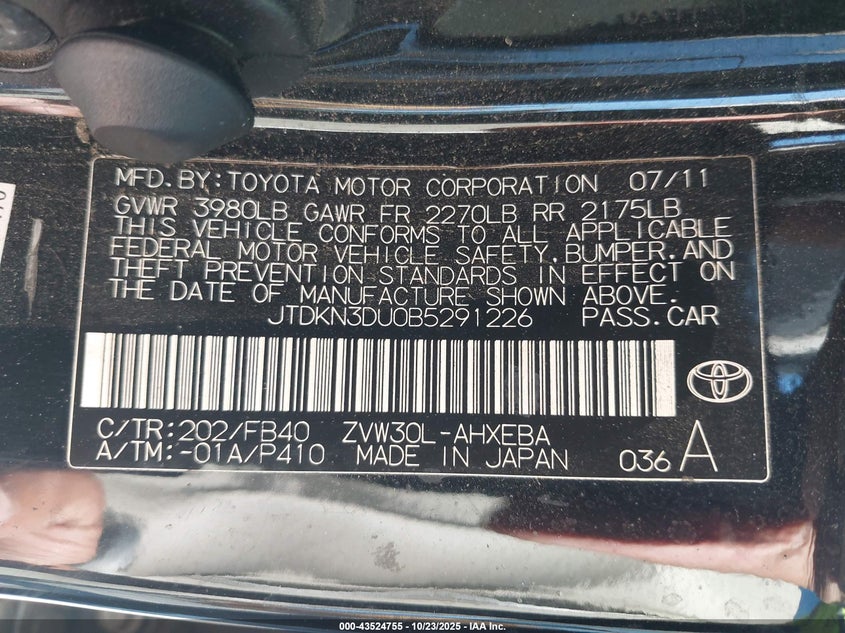 MFD.BY:TOYOTA MOTOR CORPORATION 07/11
GVWR 3980LB GAWR FR 2270LB RR 2175LB
THIS VEHICLE CONFORMS TO ALL APPLICABLE
FEDERAL MOTOR VEHICLE SAFETY,BUMPER,AND
THEFT PREVENTION STANDARDS IN EFFECT ON
THE DATE OF MANUFACTURE SHOWN ABOVE.
JTDKN3DU0B5291226 PASS.CAR
C/TR:202/FB40 ZVW30L-AHXEBA
A/TM:-01A/P410 MADE IN JAPAN 036 A
000-43524755 - 10/23/2025 - IAA Inc.